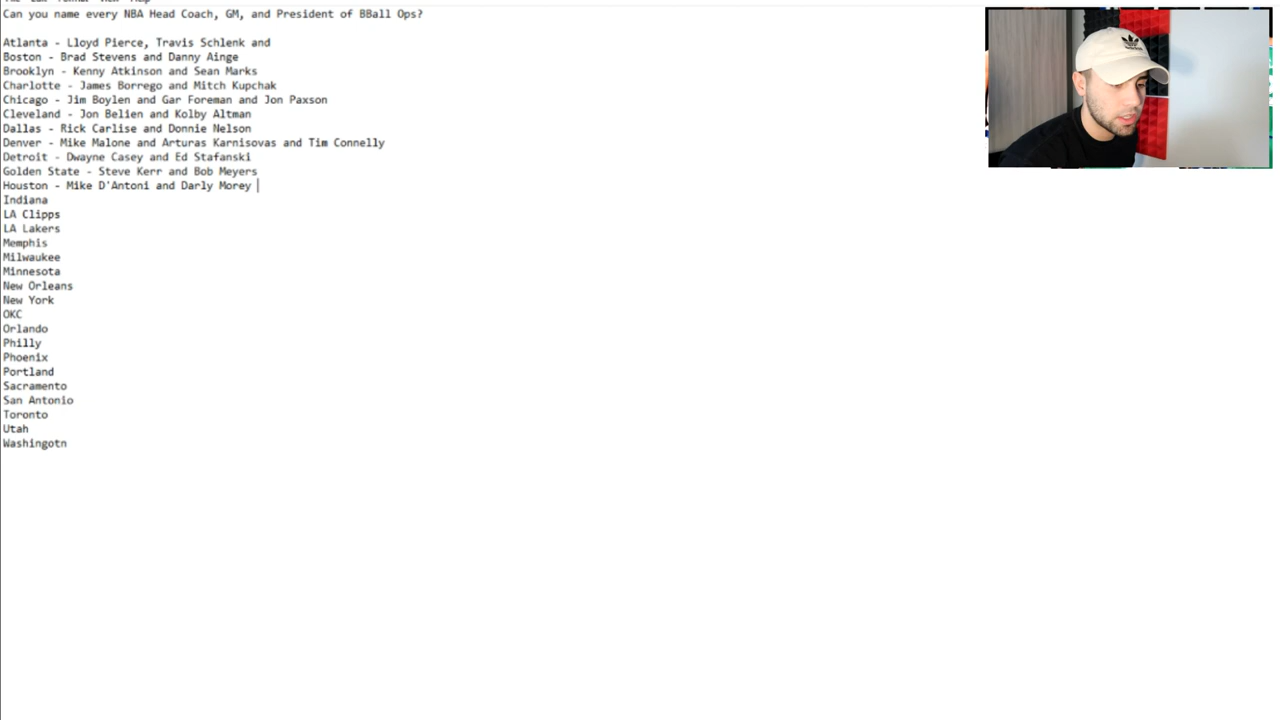 Can you name every NBA Head Coach, GM, and President of BBall Ops?
Atlanta - Lloyd Pierce, Travis Schlenk and
Boston - Brad Stevens and Danny Ainge
Brooklyn - Kenny Atkinson and Sean Marks
Charlotte - James Borrego and Mitch Kupchak
Chicago - Jim Boylen and Gar Foreman and Jon Paxson
Cleveland - Jon Belien and Kolby Altman
Dallas - Rick Carlise and Donnie Nelson
Denver - Mike Malone and Arturas Karnisovas and Tim Connelly
Detroit - Dwayne Casey and Ed Stafanski
Golden State - Steve Kerr and Bob Meyers
Houston - Mike D'Antoni and Darly Morey
Indiana
LA Clipps
LA Lakers
Memphis
Milwaukee
Minnesota
New Orleans
New York
OKC
Orlando
Philly
Phoenix
Portland
Sacramento
San Antonio
Toronto
Utah
Washingotn